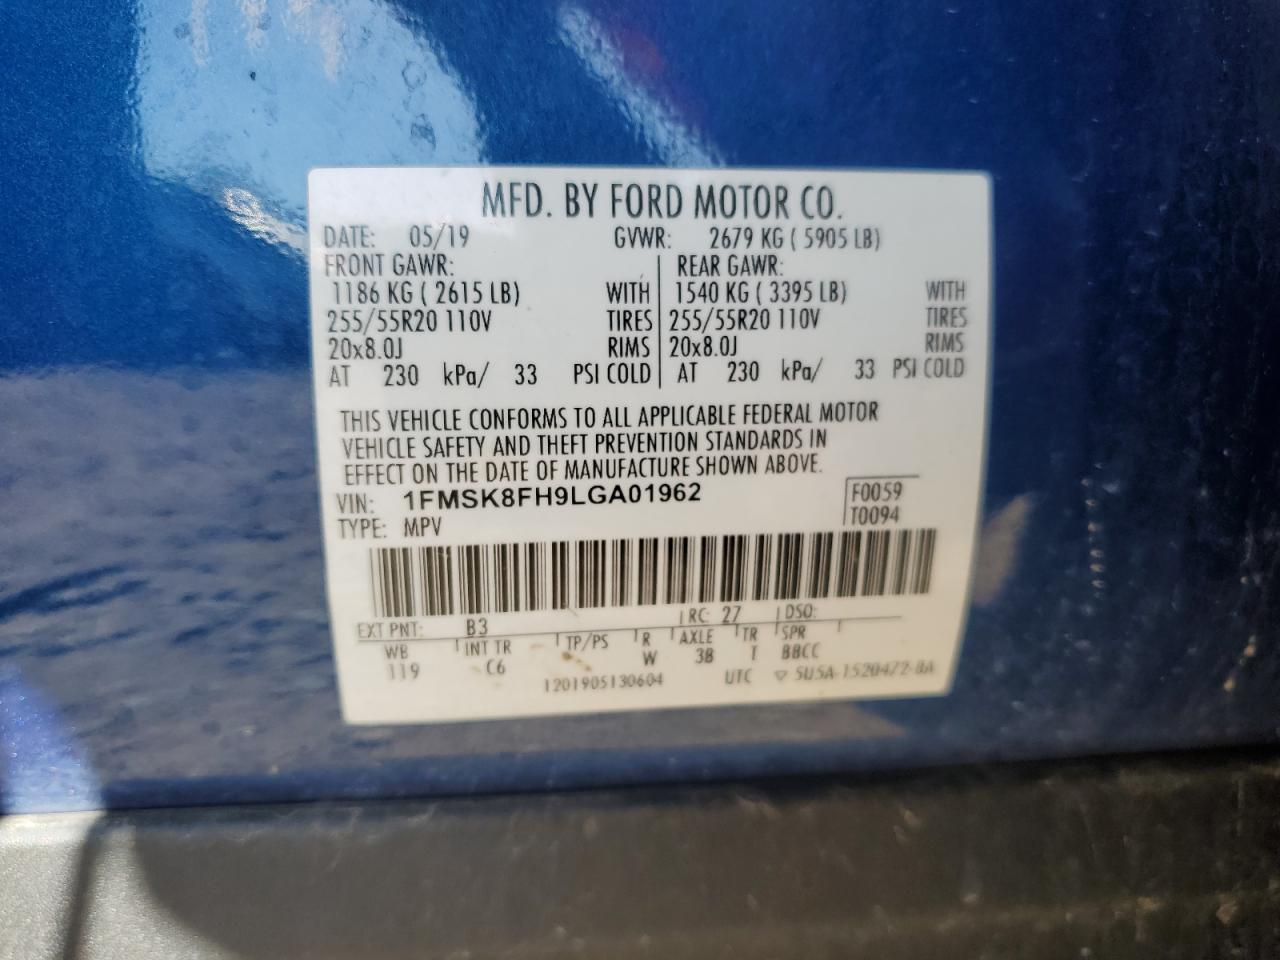 MFD. BY FORD MOTOR CO.
DATE: 05/19 GVWR: 2679 KG ( 5905 LB)
FRONT GAWR: REAR GAWR:
1186 KG ( 2615 LB) WITH 1540 KG ( 3395 LB) WITH
255/55R20 110V TIRES 255/55R20 110V TIRES
20x8.0J RIMS 20x8.0J RIMS
AT 230 kPa/ 33 PSI COLD AT 230 kPa/ 33 PSI COLD
THIS VEHICLE CONFORMS TO ALL APPLICABLE FEDERAL MOTOR
VEHICLE SAFETY AND THEFT PREVENTION STANDARDS IN
EFFECT ON THE DATE OF MANUFACTURE SHOWN ABOVE.
VIN: 1FMSK8FH9LGA01962 F0059
TYPE: MPV T0094
EXT PNT: B3 RC: 27 DSO:
WB INT TR TP/PS R AXLE TR SPR
119 C6 W 38 T BBCC
1201905130604 UTC ▽ 5U5A-1520472-BA